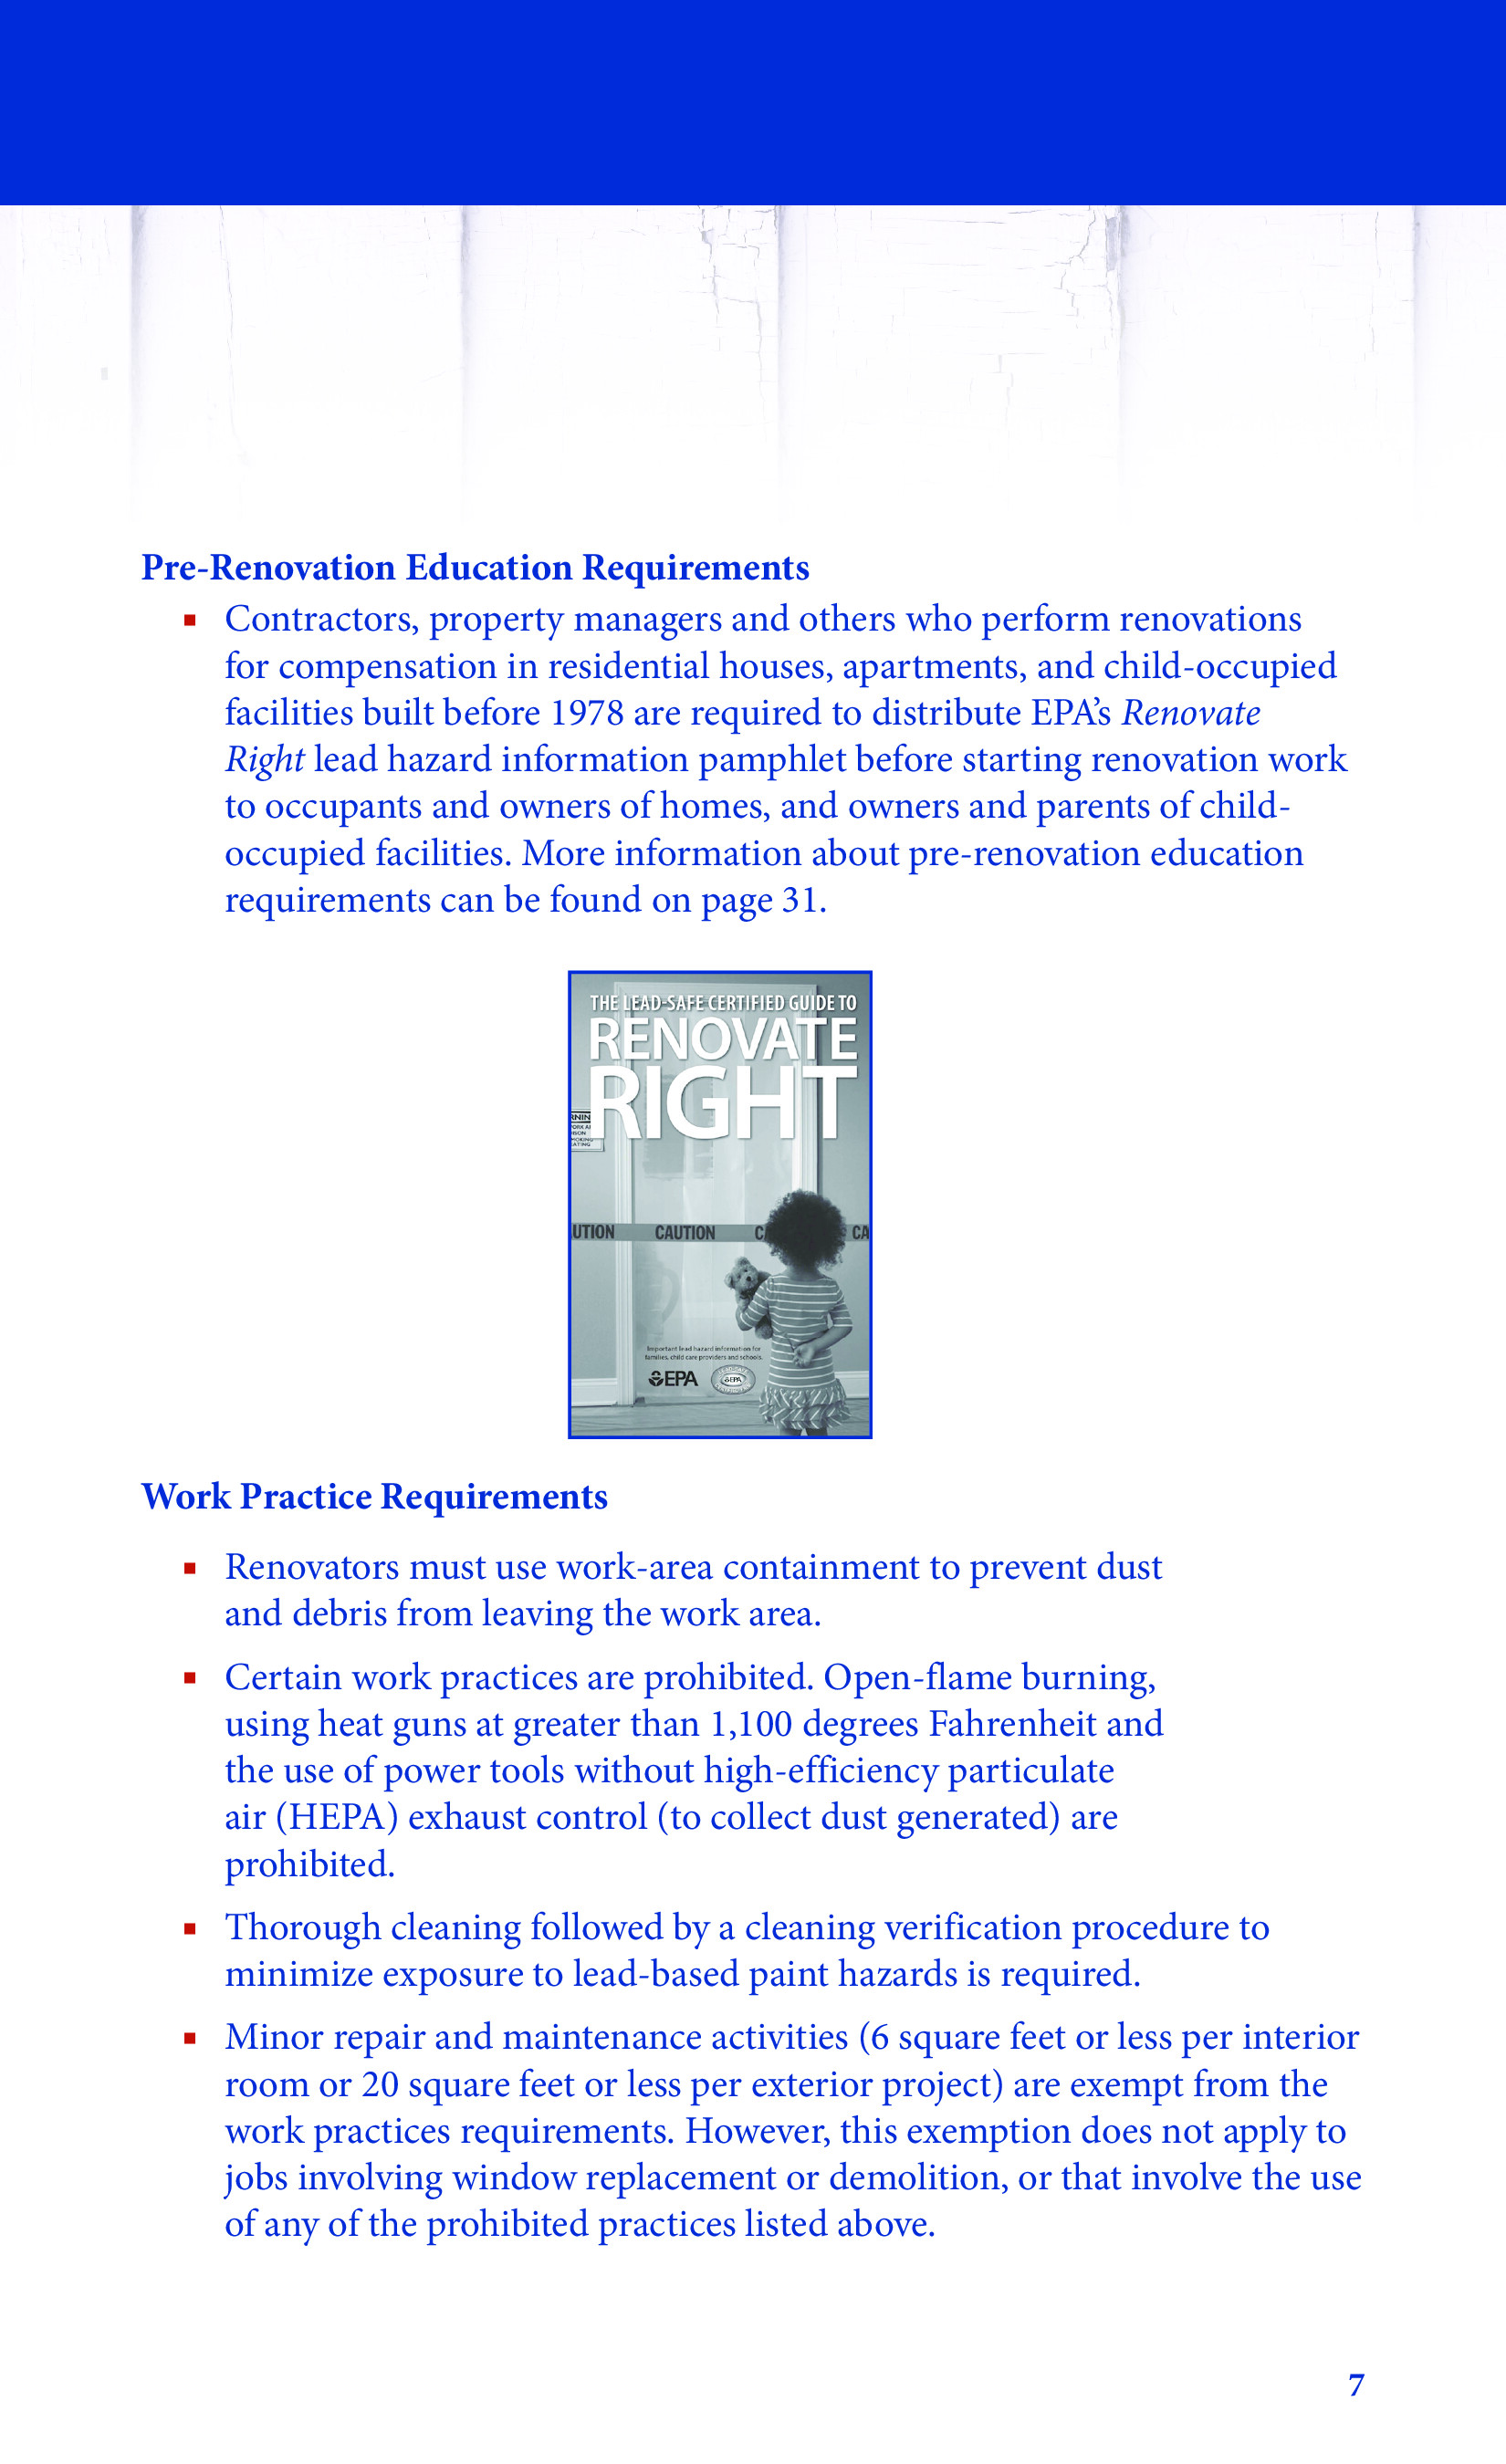 Pre-Renovation Education Requirements
▪ Contractors, property managers and others who perform renovations
for compensation in residential houses, apartments, and child-occupied
facilities built before 1978 are required to distribute EPA’s Renovate
Right lead hazard information pamphlet before starting renovation work
to occupants and owners of homes, and owners and parents of child-
occupied facilities. More information about pre-renovation education
requirements can be found on page 31.
THE LEAD-SAFE CERTIFIED GUIDE TO
RENOVATE
RIGHT
UTION CAUTION CA CA
Important lead hazard information for
families, child care providers and schools.
EPA EPA
Work Practice Requirements
▪ Renovators must use work-area containment to prevent dust
and debris from leaving the work area.
▪ Certain work practices are prohibited. Open-flame burning,
using heat guns at greater than 1,100 degrees Fahrenheit and
the use of power tools without high-efficiency particulate
air (HEPA) exhaust control (to collect dust generated) are
prohibited.
▪ Thorough cleaning followed by a cleaning verification procedure to
minimize exposure to lead-based paint hazards is required.
▪ Minor repair and maintenance activities (6 square feet or less per interior
room or 20 square feet or less per exterior project) are exempt from the
work practices requirements. However, this exemption does not apply to
jobs involving window replacement or demolition, or that involve the use
of any of the prohibited practices listed above.
7